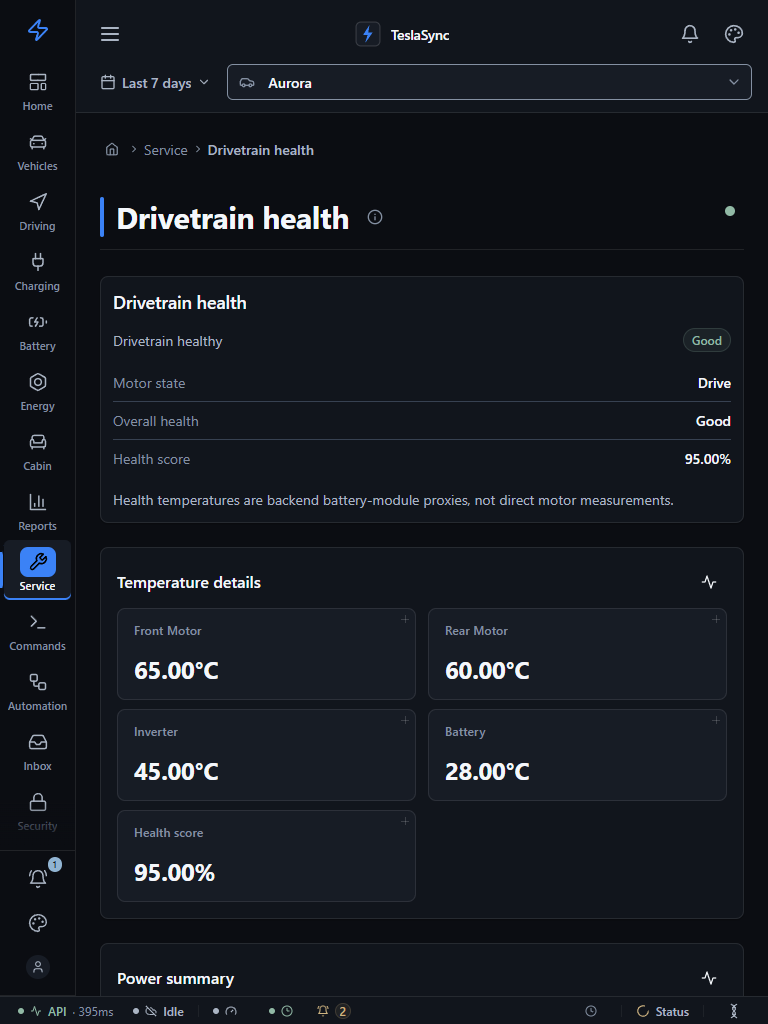 TeslaSync
Last 7 days
Aurora
Home
Vehicles
Driving
Charging
Battery
Energy
Cabin
Reports
Service
Commands
Automation
Inbox
Security
1
Service
Drivetrain health
Drivetrain health
Drivetrain health
Drivetrain healthy
Good
Motor state
Drive
Overall health
Good
Health score
95.00%
Health temperatures are backend battery-module proxies, not direct motor measurements.
Temperature details
Front Motor
65.00°C
Rear Motor
60.00°C
Inverter
45.00°C
Battery
28.00°C
Health score
95.00%
Power summary
API · 395ms
Idle
2
Status